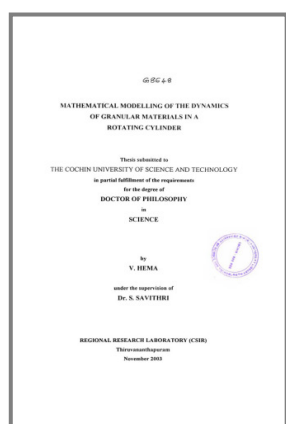 G8648
MATHEMATICAL MODELLING OF THE DYNAMICS
OF GRANULAR MATERIALS IN A
ROTATING CYLINDER
Thesis submitted to
THE COCHIN UNIVERSITY OF SCIENCE AND TECHNOLOGY
in partial fulfillment of the requirements
for the degree of
DOCTOR OF PHILOSOPHY
in
SCIENCE
by
V. HEMA
under the supervision of
Dr. S. SAVITHRI
REGIONAL RESEARCH LABORATORY (CSIR)
Thiruvananthapuram
November 2003